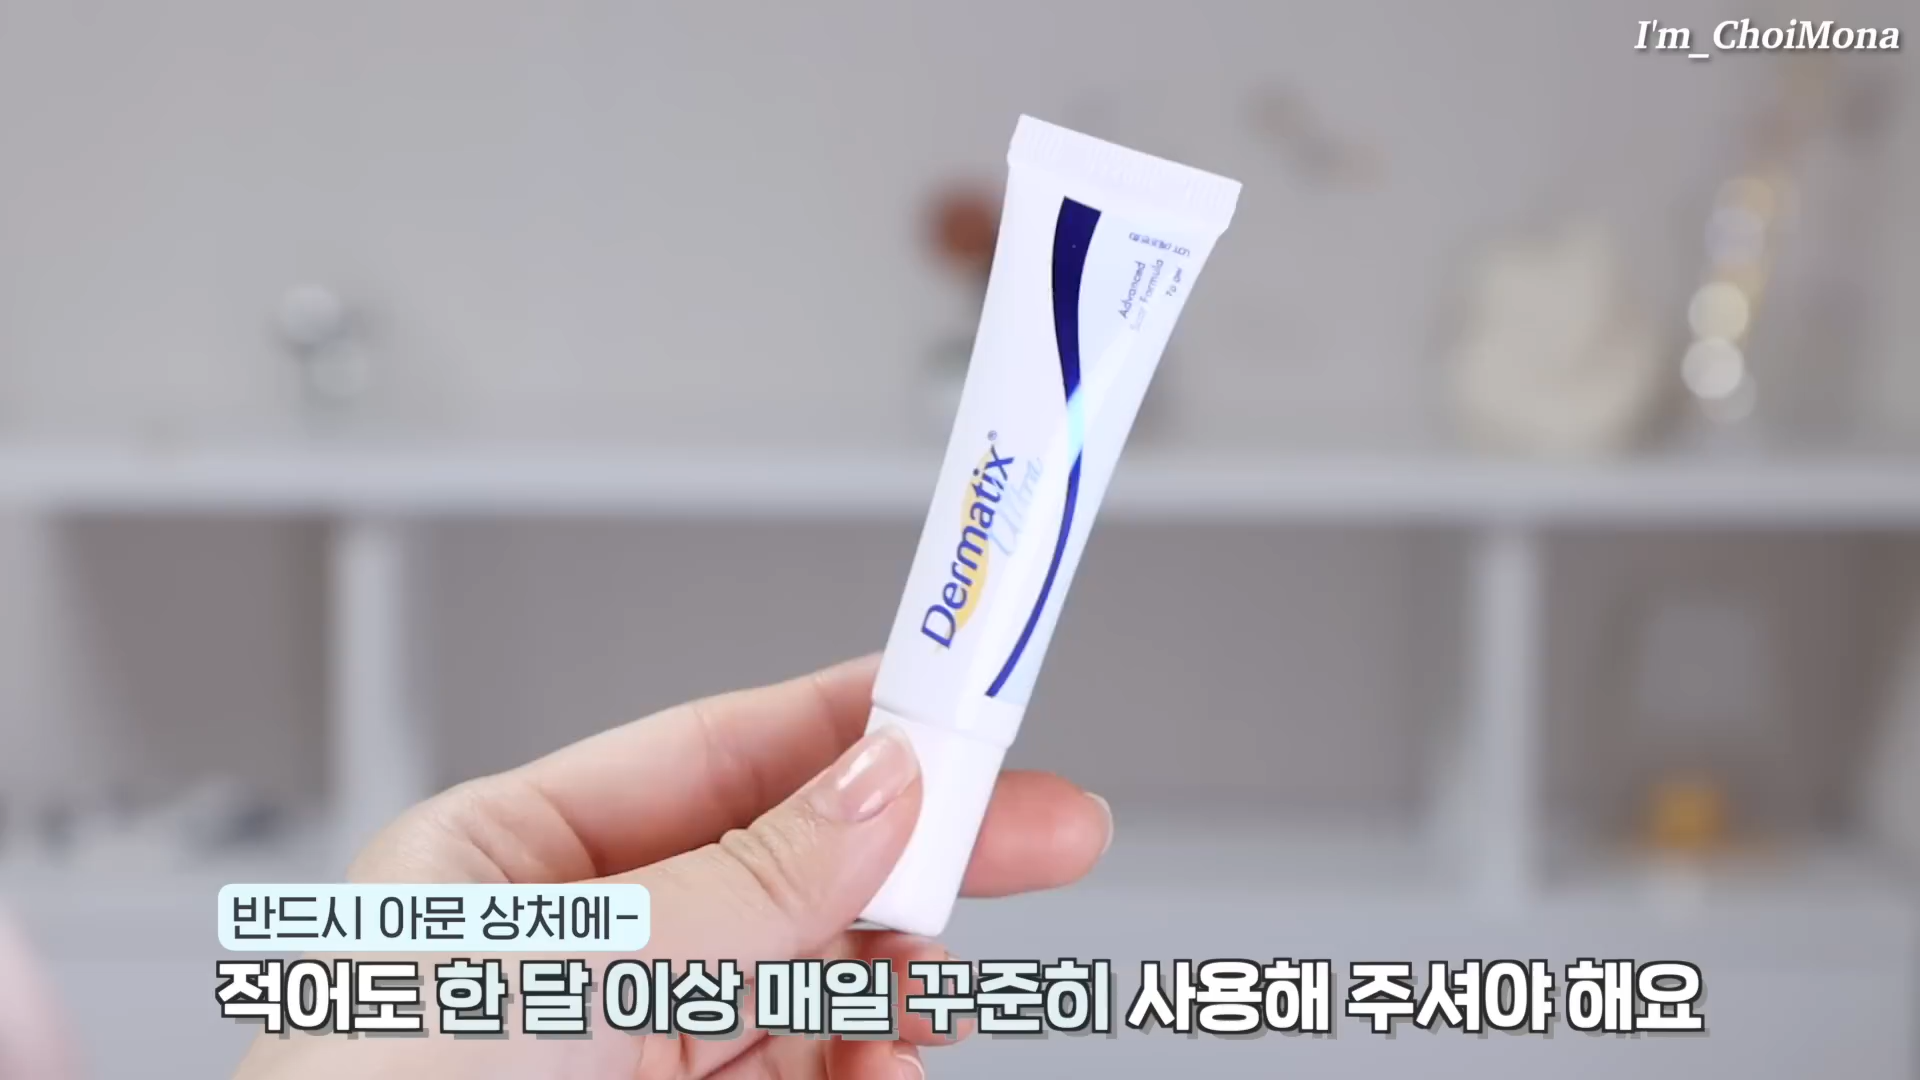 I'm_ChoiMona
Advanced
Scar Formula
Dermatix®
Ultra
반드시 아문 상처에-
적어도 한 달 이상 매일 꾸준히 사용해 주셔야 해요